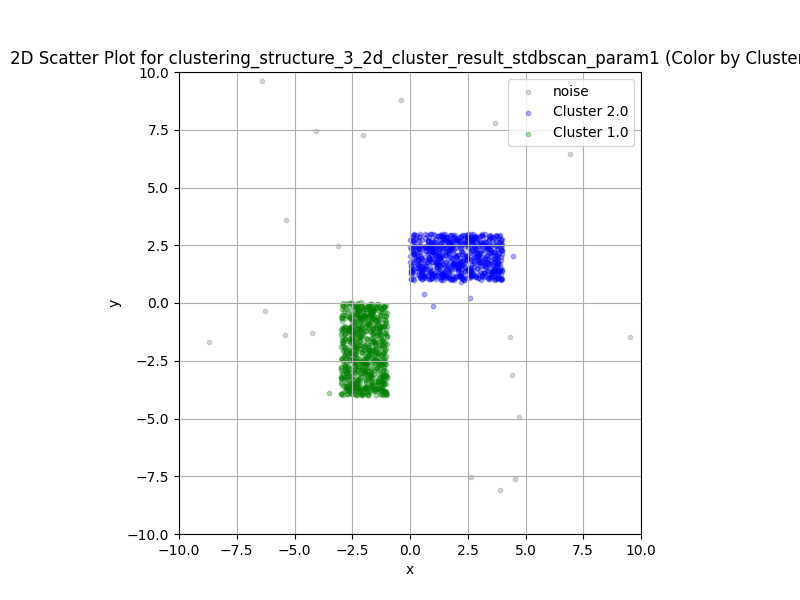 2D Scatter Plot for clustering_structure_3_2d_cluster_result_stdbscan_param1 (Color by Cluster
10.0
7.5
5.0
2.5
0.0
−2.5
−5.0
−7.5
−10.0
y
noise
Cluster 2.0
Cluster 1.0
−10.0 −7.5 −5.0 −2.5 0.0 2.5 5.0 7.5 10.0
x